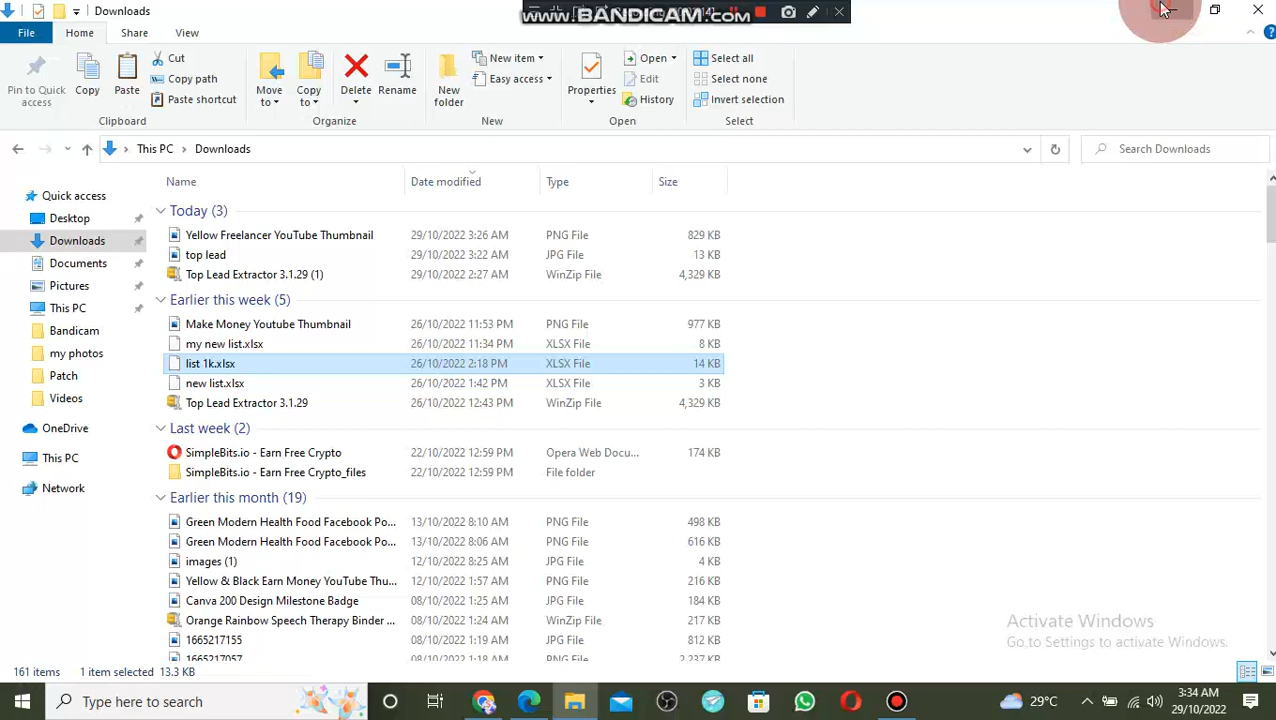 Downloads
www.BANDICAM.com
File Home Share View
Pin to Quick access
Copy
Paste
Cut
Copy path
Paste shortcut
Clipboard
Move to
Copy to
Delete
Rename
Organize
New folder
New item
Easy access
New
Properties
Open
Edit
History
Open
Select all
Select none
Invert selection
Select
This PC Downloads
Search Downloads
Name Date modified Type Size
Quick access
Desktop
Downloads
Documents
Pictures
This PC
Bandicam
my photos
Patch
Videos
OneDrive
This PC
Network
Today (3)
Yellow Freelancer YouTube Thumbnail 29/10/2022 3:26 AM PNG File 829 KB
top lead 29/10/2022 3:22 AM JPG File 13 KB
Top Lead Extractor 3.1.29 (1) 29/10/2022 2:27 AM WinZip File 4,329 KB
Earlier this week (5)
Make Money Youtube Thumbnail 26/10/2022 11:53 PM PNG File 977 KB
my new list.xlsx 26/10/2022 11:34 PM XLSX File 8 KB
list 1k.xlsx 26/10/2022 2:18 PM XLSX File 14 KB
new list.xlsx 26/10/2022 1:42 PM XLSX File 3 KB
Top Lead Extractor 3.1.29 26/10/2022 12:43 PM WinZip File 4,329 KB
Last week (2)
SimpleBits.io - Earn Free Crypto 22/10/2022 12:59 PM Opera Web Docu... 174 KB
SimpleBits.io - Earn Free Crypto_files 22/10/2022 12:59 PM File folder
Earlier this month (19)
Green Modern Health Food Facebook Po... 13/10/2022 8:10 AM PNG File 498 KB
Green Modern Health Food Facebook Po... 13/10/2022 8:06 AM PNG File 616 KB
images (1) 12/10/2022 8:25 AM JPG File 4 KB
Yellow & Black Earn Money YouTube Thu... 12/10/2022 1:57 AM PNG File 216 KB
Canva 200 Design Milestone Badge 08/10/2022 1:25 AM JPG File 184 KB
Orange Rainbow Speech Therapy Binder ... 08/10/2022 1:24 AM WinZip File 217 KB
1665217155 08/10/2022 1:19 AM JPG File 812 KB
1665217057 08/10/2022 1:18 AM JPG File 2,237 KB
Activate Windows
Go to Settings to activate Windows.
161 items 1 item selected 13.3 KB
Type here to search
29°C
3:34 AM
29/10/2022